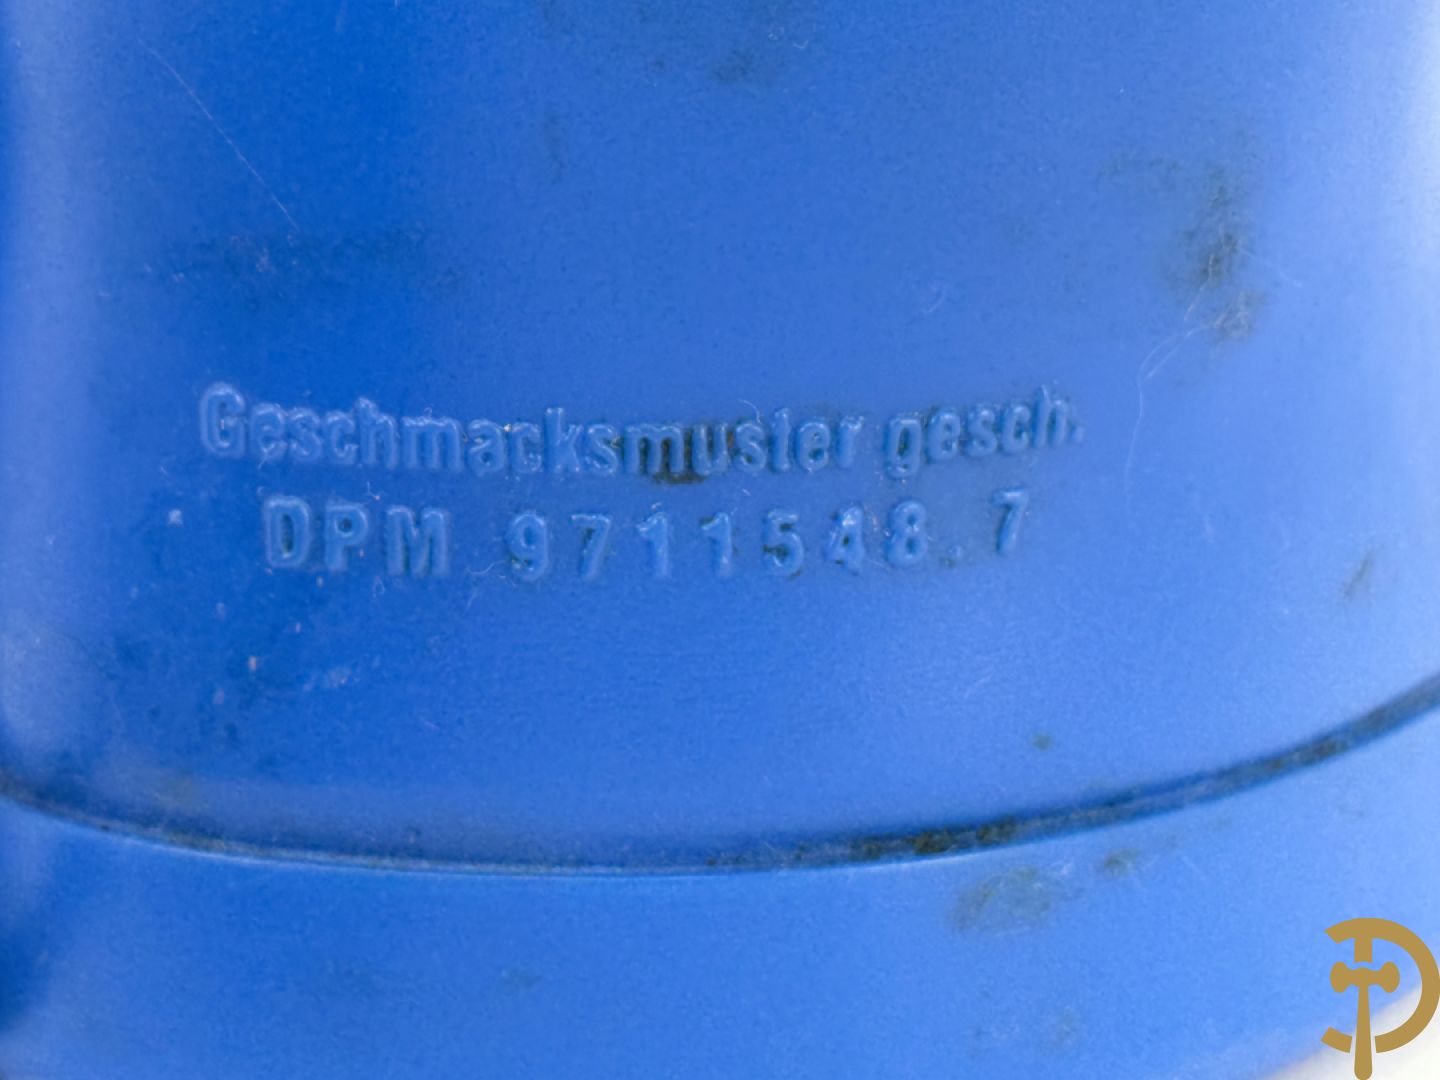 Geschmacksmuster gesch.
DPM 9711548.7